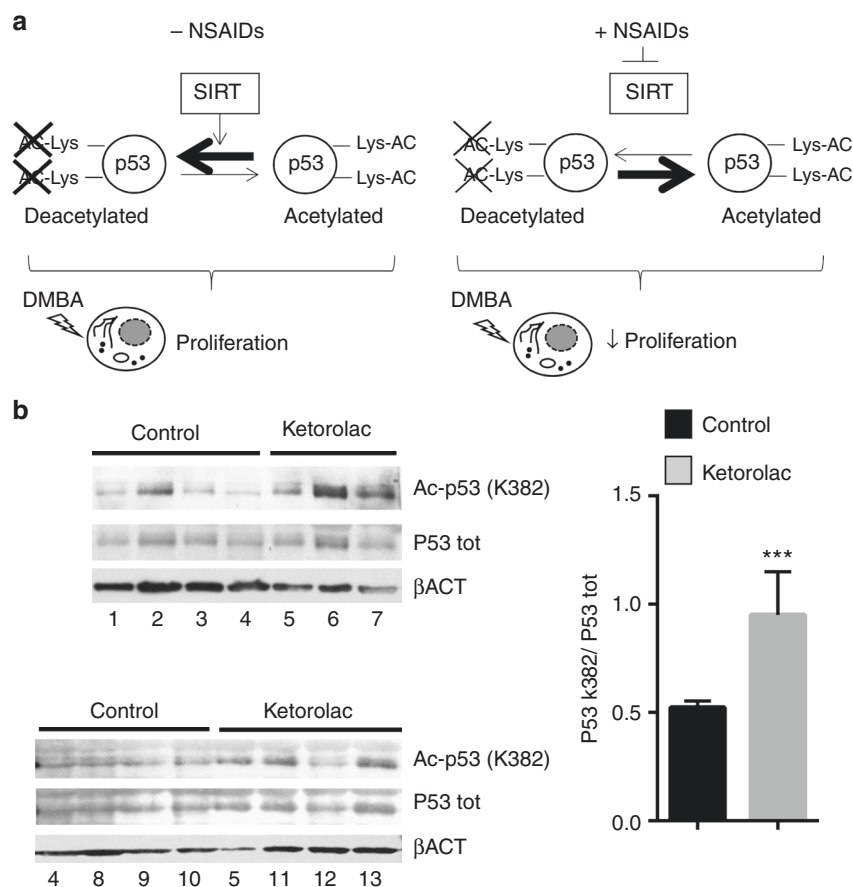 a
– NSAIDs
SIRT
AC-Lys
AC-Lys
p53
p53
Lys-AC
Lys-AC
Deacetylated
Acetylated
DMBA
Proliferation
+ NSAIDs
SIRT
AC-Lys
AC-Lys
p53
p53
Lys-AC
Lys-AC
Deacetylated
Acetylated
DMBA
↓ Proliferation
b
Control
Ketorolac
Ac-p53 (K382)
P53 tot
βACT
1 2 3 4 5 6 7
Control
Ketorolac
Ac-p53 (K382)
P53 tot
βACT
4 8 9 10 5 11 12 13
Control
Ketorolac
1.5
1.0
0.5
0.0
P53 k382/ P53 tot
***